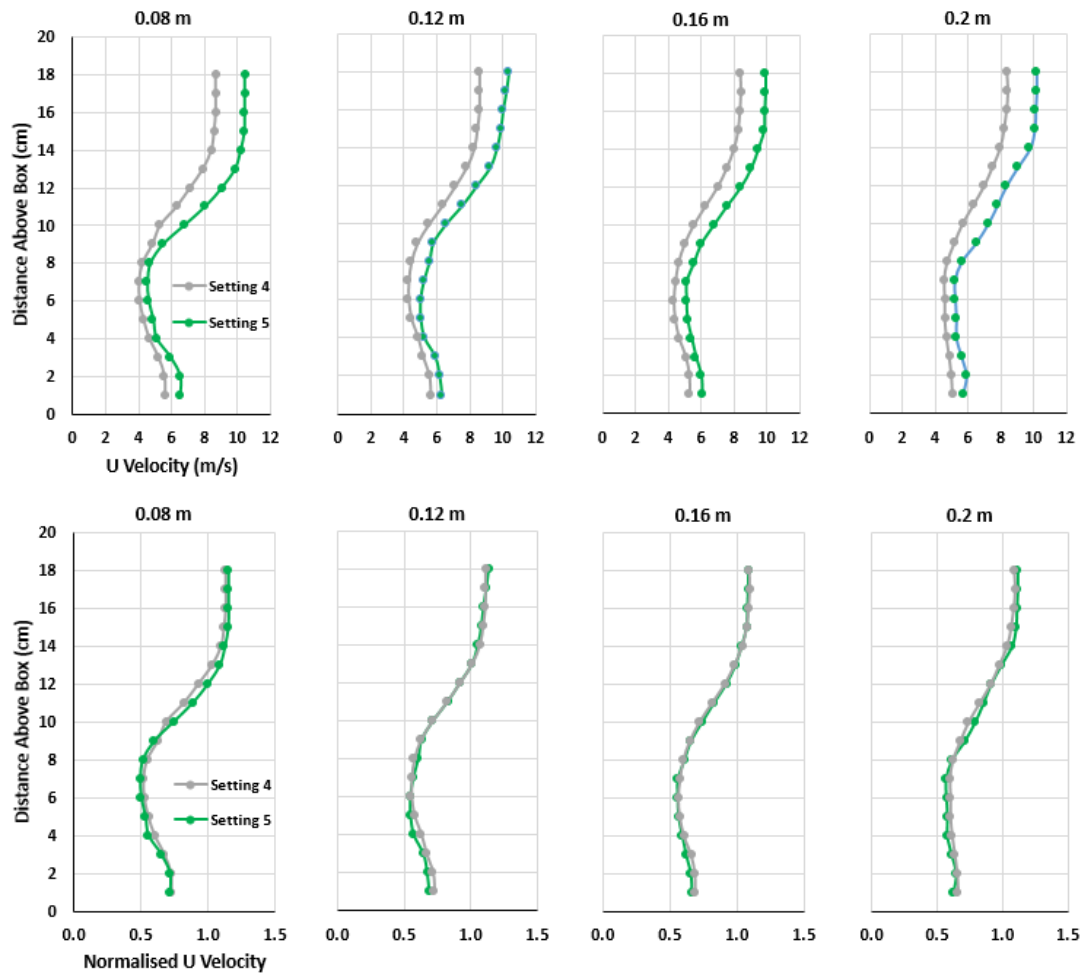 0.08 m 0.12 m 0.16 m 0.2 m
Distance Above Box (cm)
20
18
16
14
12
10
8
6
4
2
0
Setting 4
Setting 5
0 2 4 6 8 10 12 0 2 4 6 8 10 12 0 2 4 6 8 10 12 0 2 4 6 8 10 12
U Velocity (m/s)
0.08 m 0.12 m 0.16 m 0.2 m
Distance Above Box (cm)
20
18
16
14
12
10
8
6
4
2
0
Setting 4
Setting 5
0.0 0.5 1.0 1.5 0.0 0.5 1.0 1.5 0.0 0.5 1.0 1.5 0.0 0.5 1.0 1.5
Normalised U Velocity